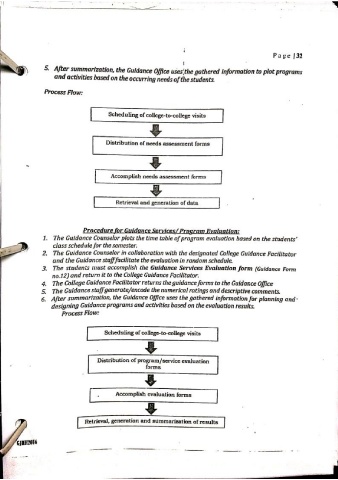 Page | 32
5. After summarization, the Guidance Office uses the gathered information to plot programs
and activities based on the occurring needs of the students.
Process Flow:
Scheduling of college-to-college visits
Distribution of needs assessment forms
Accomplish needs assessment forms
Retrieval and generation of data
Procedure for Guidance Services/ Program Evaluation:
1. The Guidance Counselor plots the time table of program evaluation based on the students'
class schedule for the semester.
2. The Guidance Counselor in collaboration with the designated College Guidance Facilitator
and the Guidance staff facilitate the evaluation in random schedule.
3. The students must accomplish the Guidance Services Evaluation form (Guidance Form
no.12) and return it to the College Guidance Facilitator.
4. The College Guidance Facilitator returns the guidance forms to the Guidance Office
5. The Guidance staff generate/encode the numerical ratings and descriptive comments.
6. After summarization, the Guidance Office uses the gathered information for planning and
designing Guidance programs and activities based on the evaluation results.
Process Flow:
Scheduling of college-to-college visits
Distribution of program/service evaluation
forms
Accomplish evaluation forms
Retrieval, generation and summarization of results